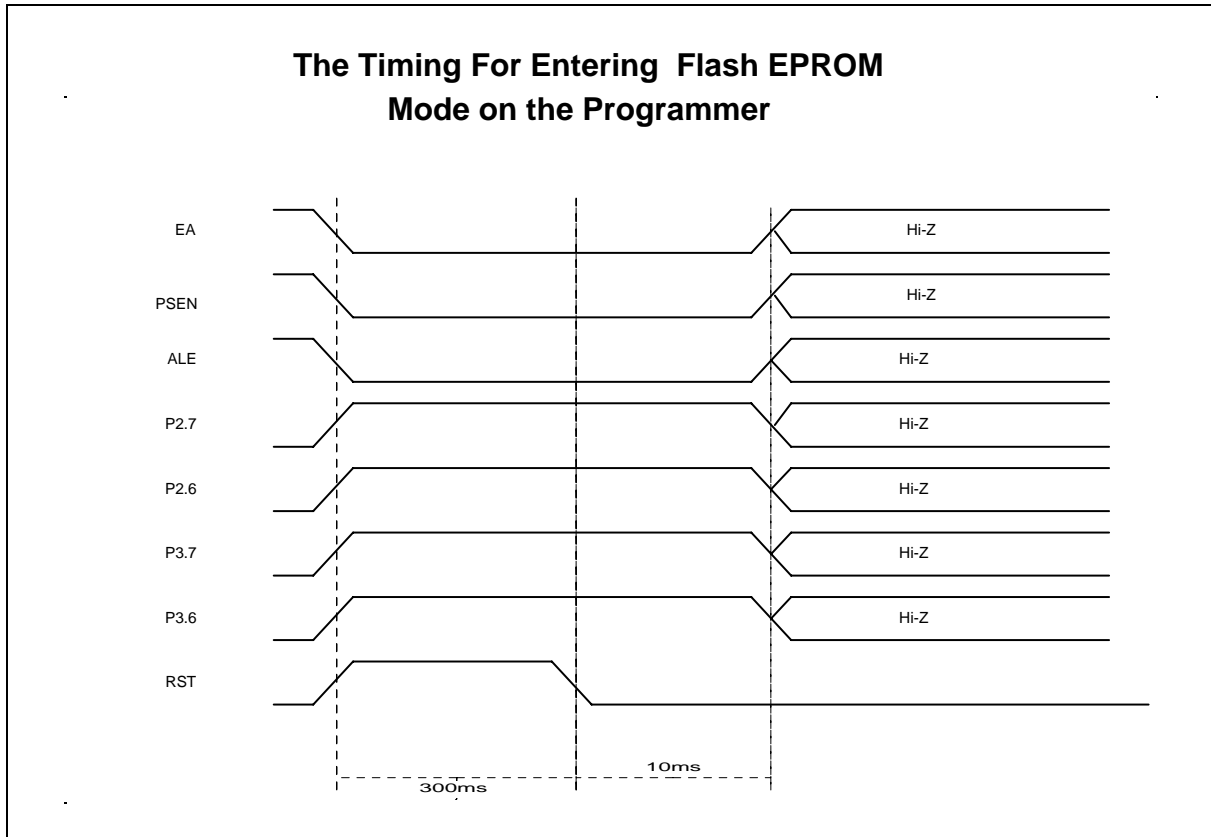 The Timing For Entering Flash EPROM
Mode on the Programmer
EA
Hi-Z
PSEN
Hi-Z
ALE
Hi-Z
P2.7
Hi-Z
P2.6
Hi-Z
P3.7
Hi-Z
P3.6
Hi-Z
RST
10ms
300ms